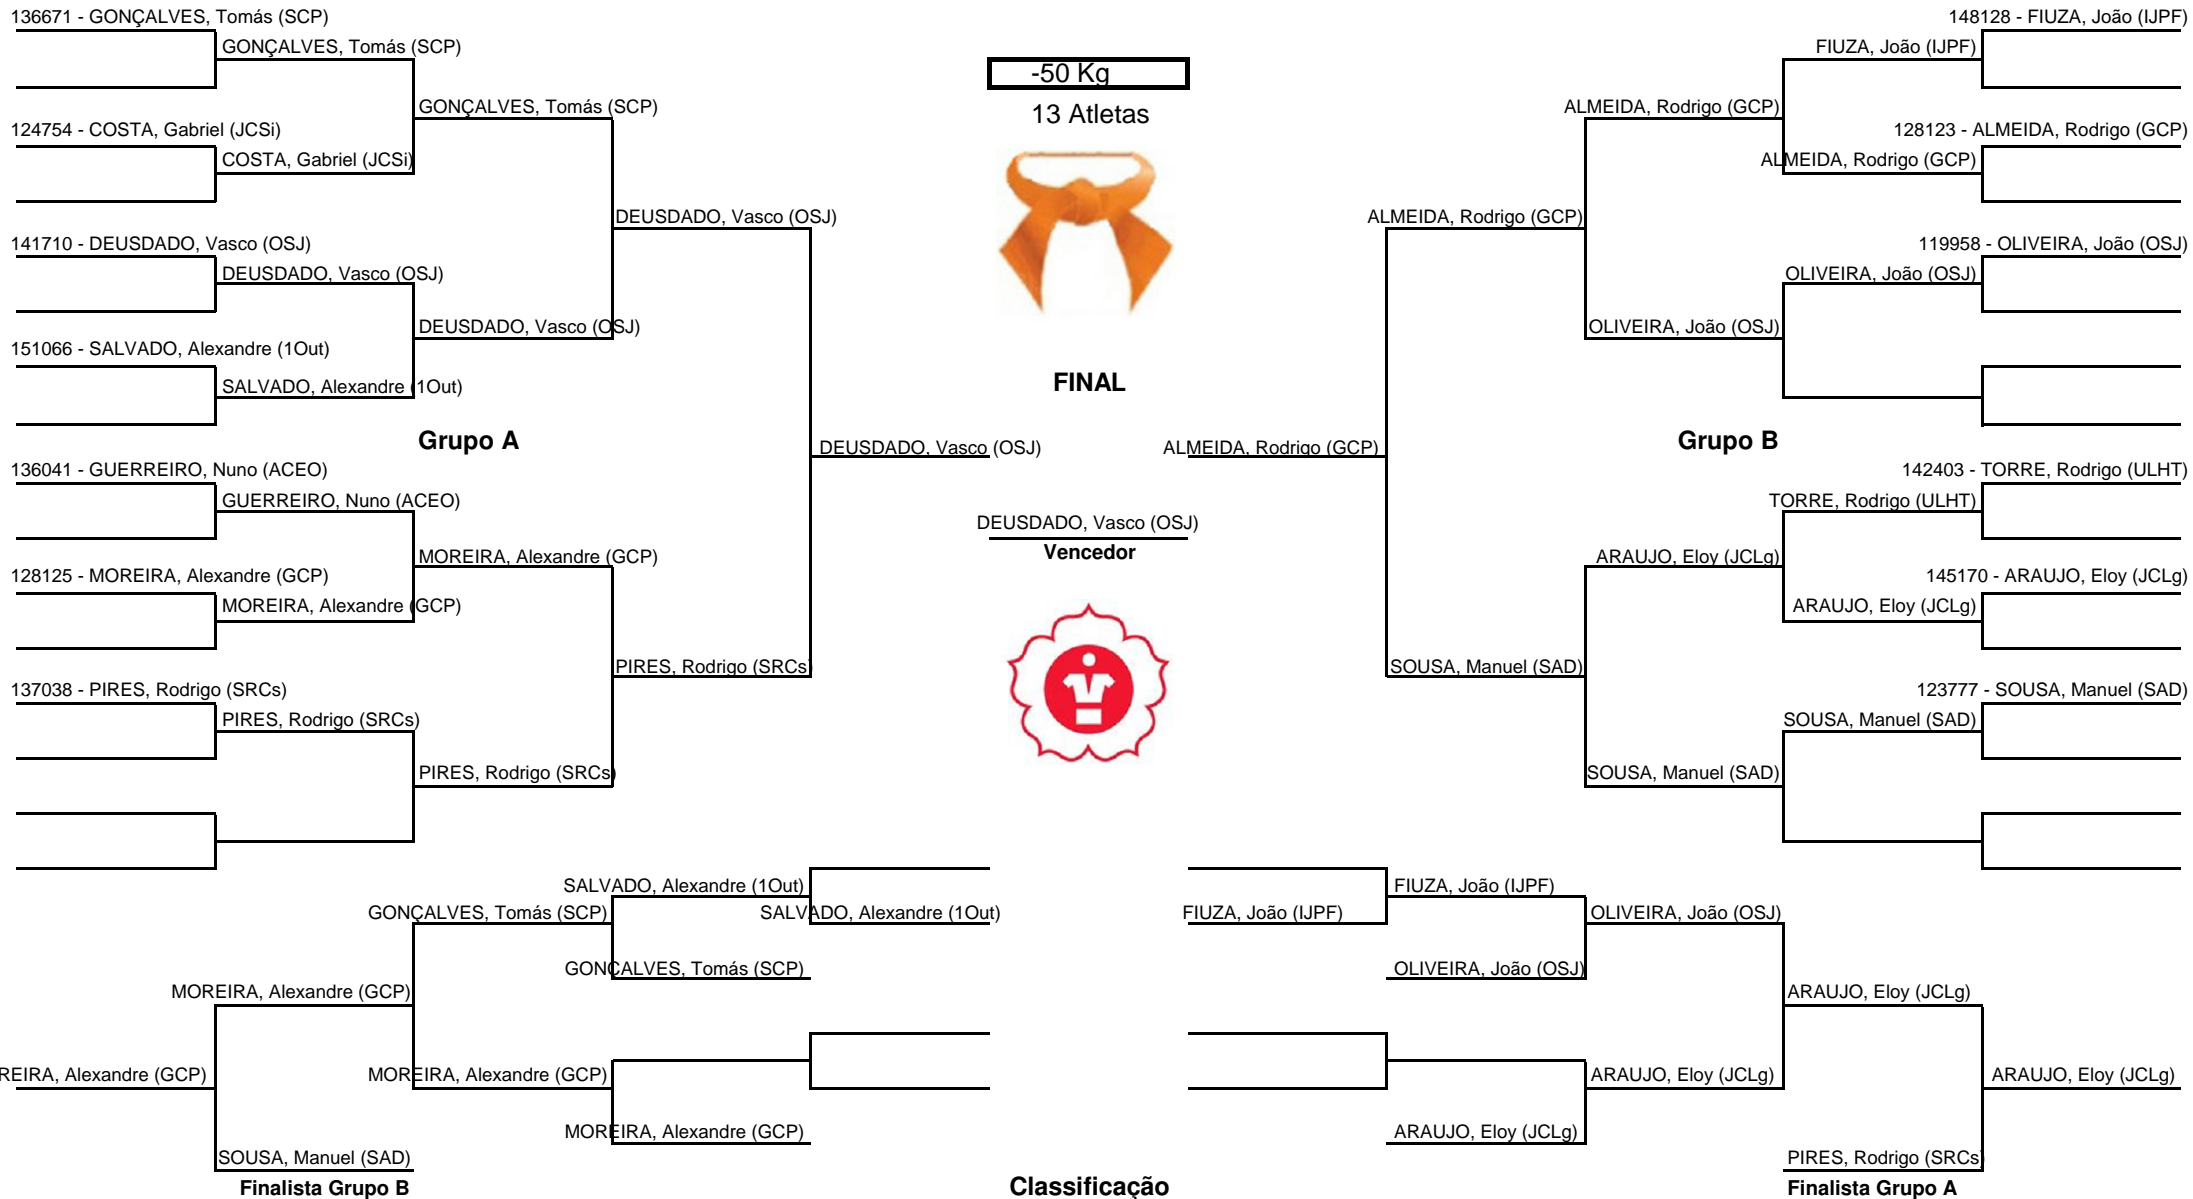 136671 - GONÇALVES, Tomás (SCP)
GONÇALVES, Tomás (SCP)
GONÇALVES, Tomás (SCP)
124754 - COSTA, Gabriel (JCSi)
COSTA, Gabriel (JCSi)
DEUSDADO, Vasco (OSJ)
141710 - DEUSDADO, Vasco (OSJ)
DEUSDADO, Vasco (OSJ)
DEUSDADO, Vasco (OSJ)
151066 - SALVADO, Alexandre (1Out)
SALVADO, Alexandre (1Out)
Grupo A
DEUSDADO, Vasco (OSJ)
136041 - GUERREIRO, Nuno (ACEO)
GUERREIRO, Nuno (ACEO)
MOREIRA, Alexandre (GCP)
128125 - MOREIRA, Alexandre (GCP)
MOREIRA, Alexandre (GCP)
PIRES, Rodrigo (SRCs)
137038 - PIRES, Rodrigo (SRCs)
PIRES, Rodrigo (SRCs)
PIRES, Rodrigo (SRCs)
-50 Kg
13 Atletas
FINAL
DEUSDADO, Vasco (OSJ)
Vencedor
148128 - FIUZA, João (IJPF)
FIUZA, João (IJPF)
ALMEIDA, Rodrigo (GCP)
128123 - ALMEIDA, Rodrigo (GCP)
ALMEIDA, Rodrigo (GCP)
ALMEIDA, Rodrigo (GCP)
119958 - OLIVEIRA, João (OSJ)
OLIVEIRA, João (OSJ)
OLIVEIRA, João (OSJ)
Grupo B
ALMEIDA, Rodrigo (GCP)
142403 - TORRE, Rodrigo (ULHT)
TORRE, Rodrigo (ULHT)
ARAUJO, Eloy (JCLg)
145170 - ARAUJO, Eloy (JCLg)
ARAUJO, Eloy (JCLg)
SOUSA, Manuel (SAD)
123777 - SOUSA, Manuel (SAD)
SOUSA, Manuel (SAD)
SOUSA, Manuel (SAD)
SALVADO, Alexandre (1Out)
GONÇALVES, Tomás (SCP)
SALVADO, Alexandre (1Out)
GONÇALVES, Tomás (SCP)
MOREIRA, Alexandre (GCP)
REIRA, Alexandre (GCP)
MOREIRA, Alexandre (GCP)
MOREIRA, Alexandre (GCP)
SOUSA, Manuel (SAD)
Finalista Grupo B
FIUZA, João (IJPF)
FIUZA, João (IJPF)
OLIVEIRA, João (OSJ)
OLIVEIRA, João (OSJ)
ARAUJO, Eloy (JCLg)
ARAUJO, Eloy (JCLg)
ARAUJO, Eloy (JCLg)
ARAUJO, Eloy (JCLg)
PIRES, Rodrigo (SRCs)
Finalista Grupo A
Classificação